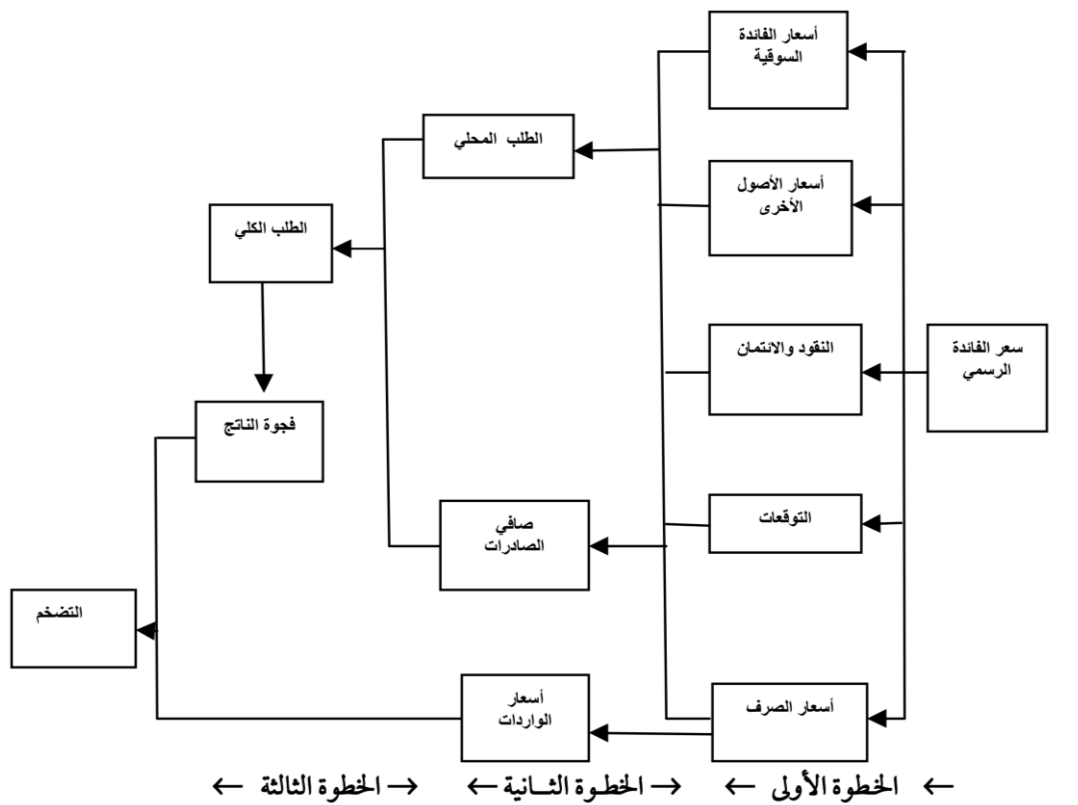 أسعار الفائدة
السوقية
الطلب المحلي
أسعار الأصول
الأخرى
الطلب الكلي
النقود والائتمان
سعر الفائدة
الرسمي
فجوة الناتج
التوقعات
صافي
الصادرات
التضخم
أسعار الصرف
أسعار
الواردات
← الخطوة الأولى ← → الخطوة الثــانية ← → الخطوة الثالثة ←